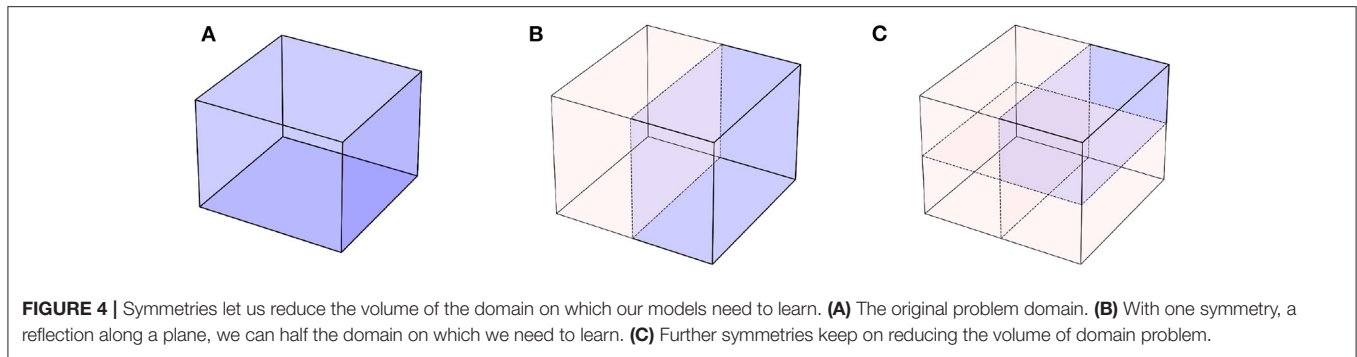 A
B
C
FIGURE 4 | Symmetries let us reduce the volume of the domain on which our models need to learn. (A) The original problem domain. (B) With one symmetry, a
reflection along a plane, we can half the domain on which we need to learn. (C) Further symmetries keep on reducing the volume of domain problem.